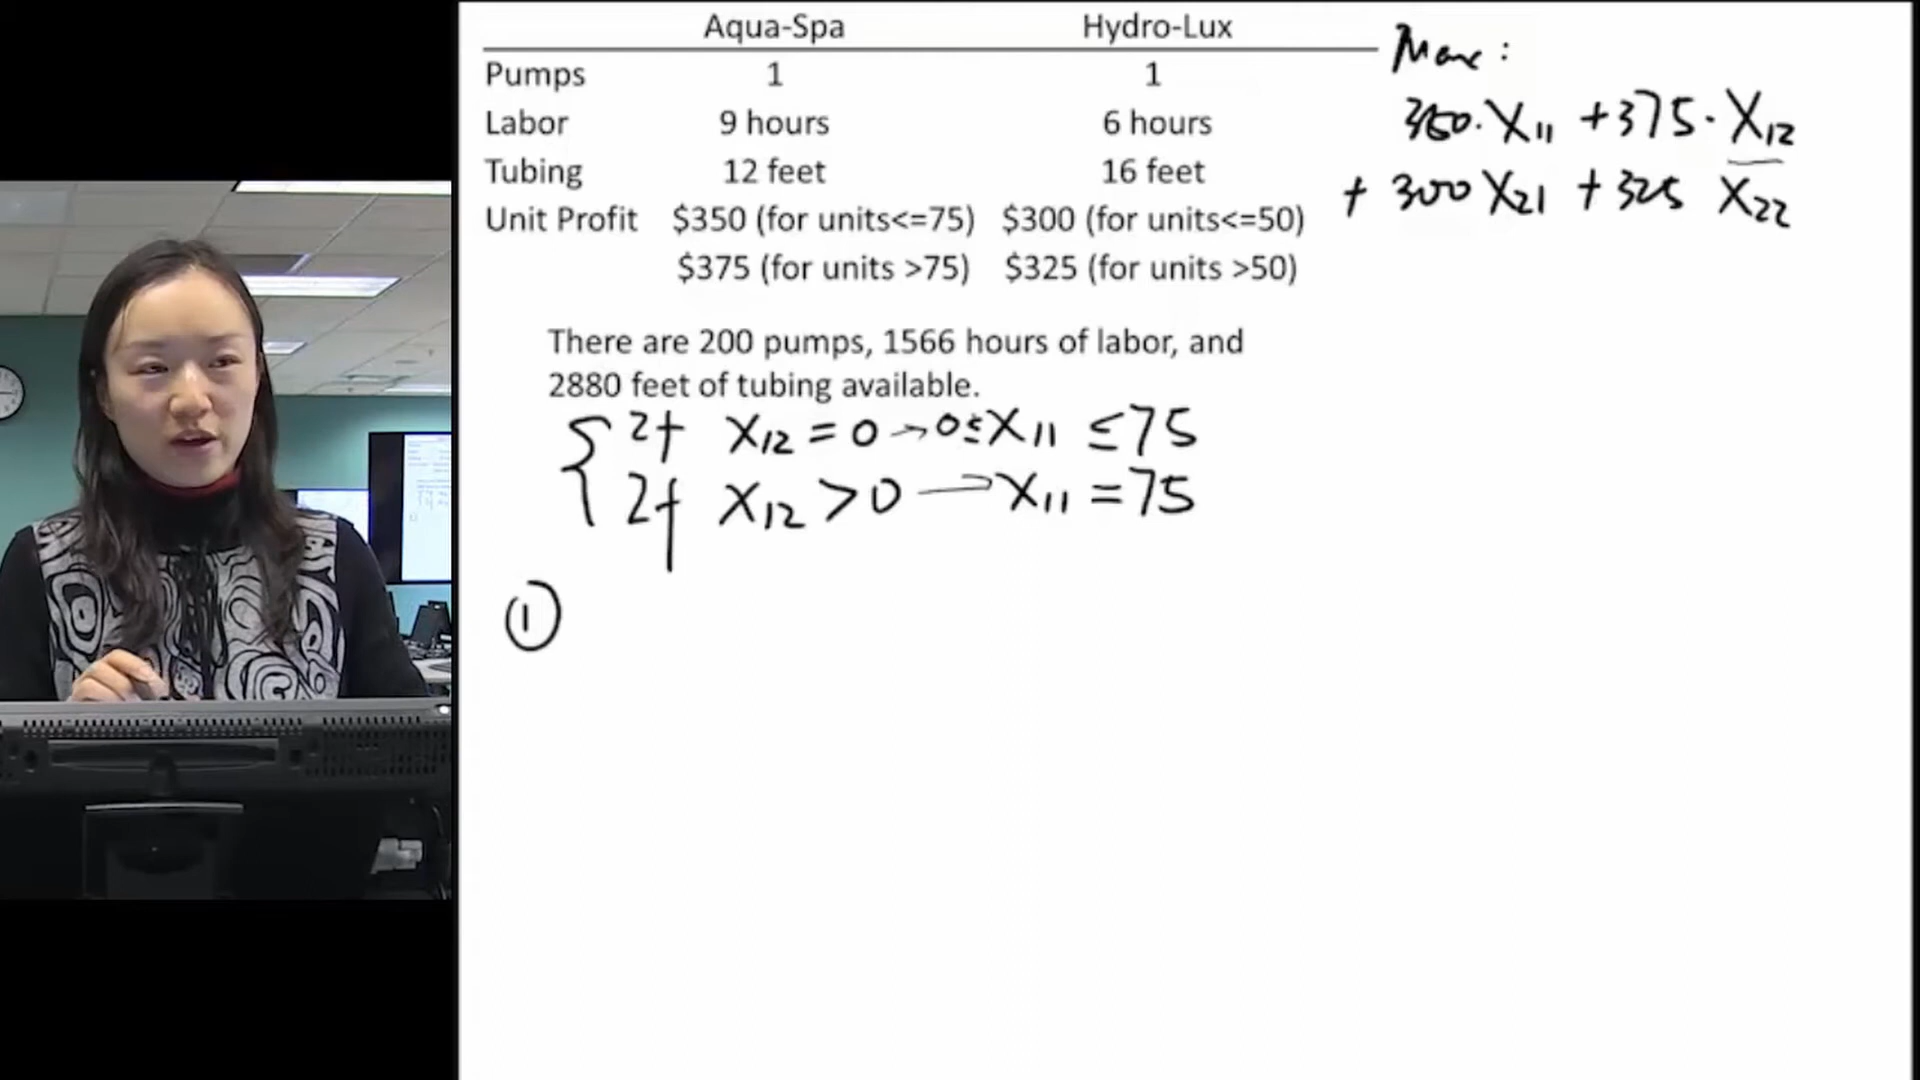 Aqua-Spa Hydro-Lux
Pumps 1 1
Labor 9 hours 6 hours
Tubing 12 feet 16 feet
Unit Profit $350 (for units<=75) $300 (for units<=50)
$375 (for units >75) $325 (for units >50)
Max :
350·X11 +375·X12
+ 300 X21 +325 X22
There are 200 pumps, 1566 hours of labor, and
2880 feet of tubing available.
{ If X12 = 0 → 0≤X11 ≤75
If X12 > 0 → X11 = 75
①